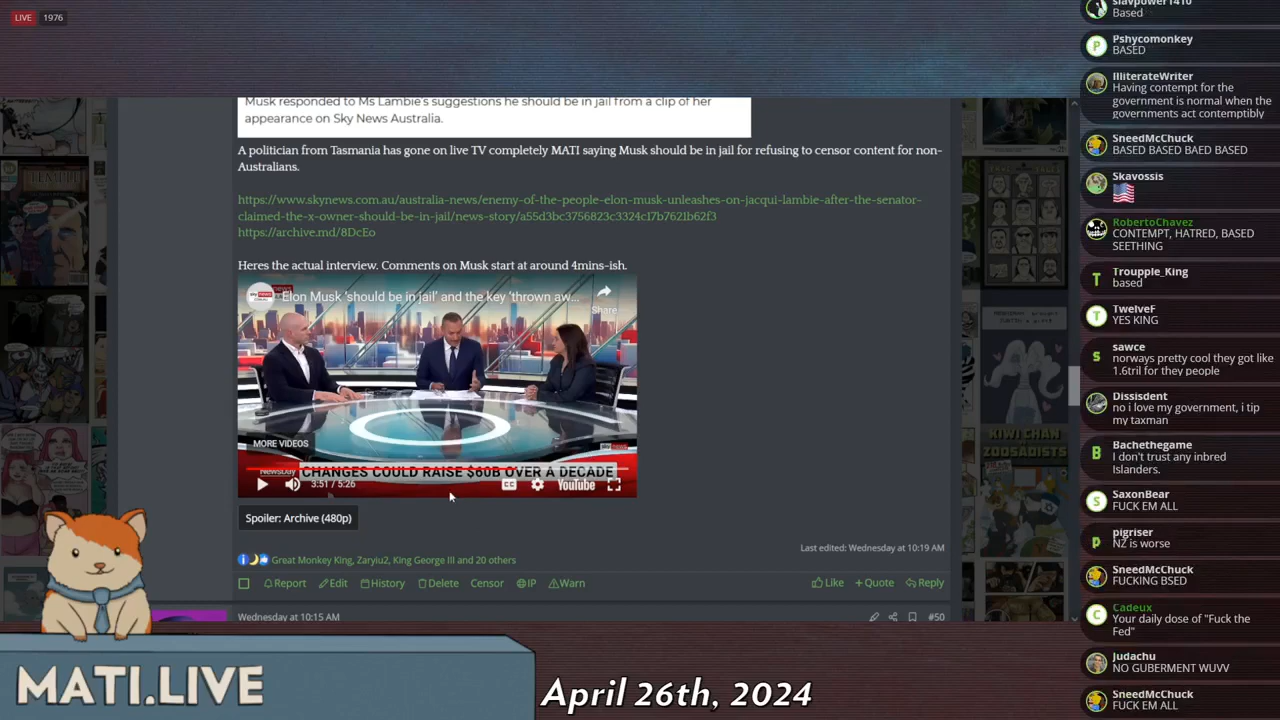 LIVE 1976
Musk responded to Ms Lambie's suggestions he should be in jail from a clip of her
appearance on Sky News Australia.
A politician from Tasmania has gone on live TV completely MATI saying Musk should be in jail for refusing to censor content for non-
Australians.
https://www.skynews.com.au/australia-news/enemy-of-the-people-elon-musk-unleashes-on-jacqui-lambie-after-the-senator-
claimed-the-x-owner-should-be-in-jail/news-story/a55d3bc3756823c3324c17b7621b62f3
https://archive.md/8DcEo
Heres the actual interview. Comments on Musk start at around 4mins-ish.
Elon Musk 'should be in jail' and the key 'thrown aw...
Share
MORE VIDEOS
NEWSDAY CHANGES COULD RAISE $60B OVER A DECADE
3:51 / 5:26
CC
YouTube
Spoiler: Archive (480p)
Last edited: Wednesday at 10:19 AM
Great Monkey King, Zaryiu2, King George III and 20 others
Report Edit History Delete Censor IP Warn
Like + Quote Reply
Wednesday at 10:15 AM
#50
MATI.LIVE
April 26th, 2024
slavpower1410
Based
Pshycomonkey
BASED
IlliterateWriter
Having contempt for the
government is normal when the
governments act contemptibly
SneedMcChuck
BASED BASED BAED BASED
Skavossis
RobertoChavez
CONTEMPT, HATRED, BASED
SEETHING
Troupple_King
based
TwelveF
YES KING
sawce
norways pretty cool they got like
1.6tril for they people
Dissisdent
no i love my government, i tip
my taxman
Bachethegame
I don't trust any inbred
Islanders.
SaxonBear
FUCK EM ALL
pigriser
NZ is worse
SneedMcChuck
FUCKING BSED
Cadeux
Your daily dose of "Fuck the
Fed"
Judachu
NO GUBERMENT WUVV
SneedMcChuck
FUCK EM ALL
KIWI CHAN
ZOOSADISTS